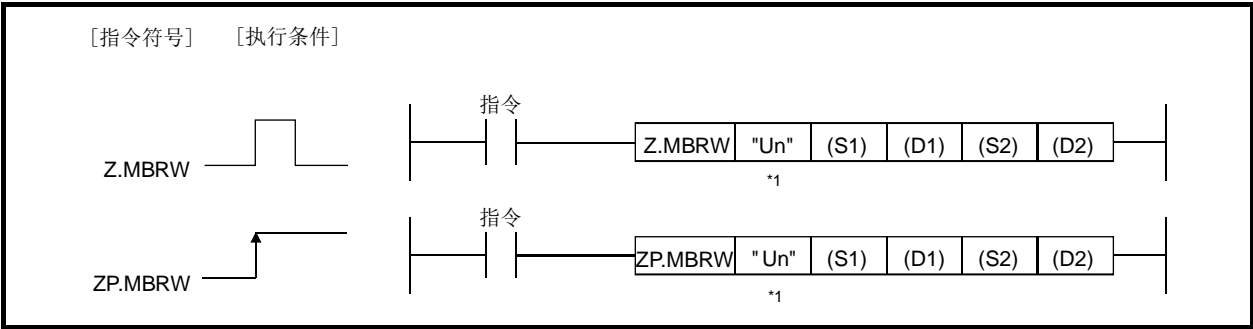 [指令符号] [执行条件]
指令
Z.MBRW Z.MBRW "Un" (S1) (D1) (S2) (D2)
*1
指令
ZP.MBRW ZP.MBRW "Un" (S1) (D1) (S2) (D2)
*1